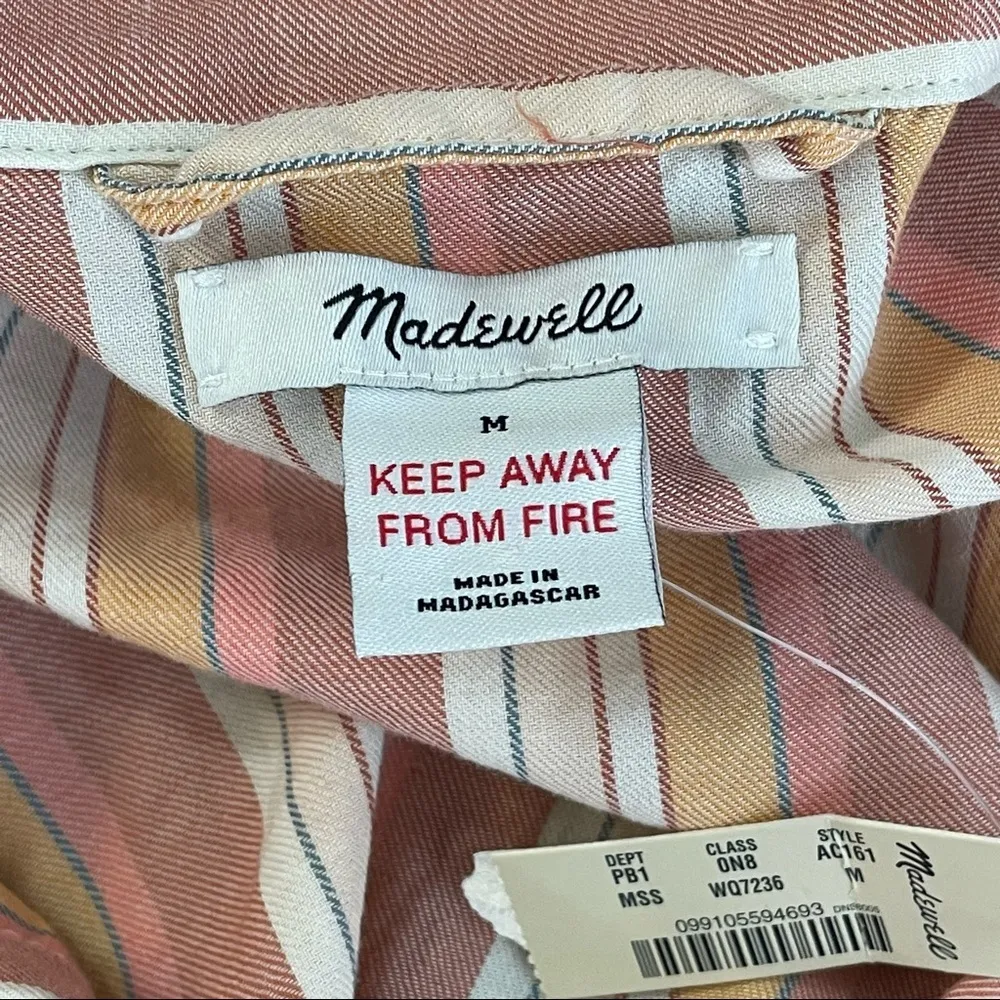 Madewell
M
KEEP AWAY
FROM FIRE
MADE IN
MADAGASCAR
DEPT CLASS STYLE
PB1 0N8 AC161
MSS WQ7236 M
099105594693
Madewell